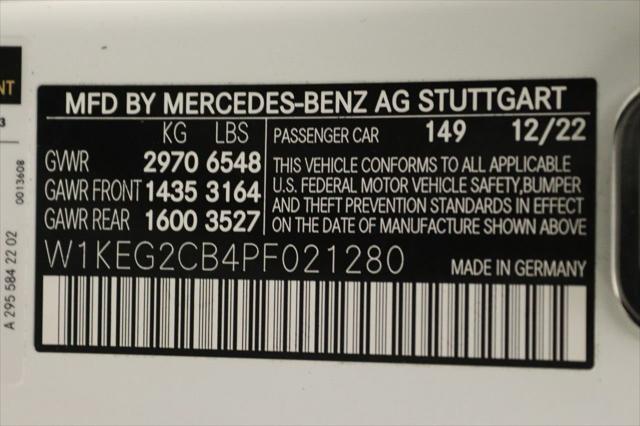 MFD BY MERCEDES-BENZ AG STUTTGART
KG LBS
GVWR 2970 6548
GAWR FRONT 1435 3164
GAWR REAR 1600 3527
PASSENGER CAR 149 12/22
THIS VEHICLE CONFORMS TO ALL APPLICABLE
U.S. FEDERAL MOTOR VEHICLE SAFETY,BUMPER
AND THEFT PREVENTION STANDARDS IN EFFECT
ON THE DATE OF MANUFACTURE SHOWN ABOVE
W1KEG2CB4PF021280 MADE IN GERMANY
NT
3
0013608
A 295 584 22 02